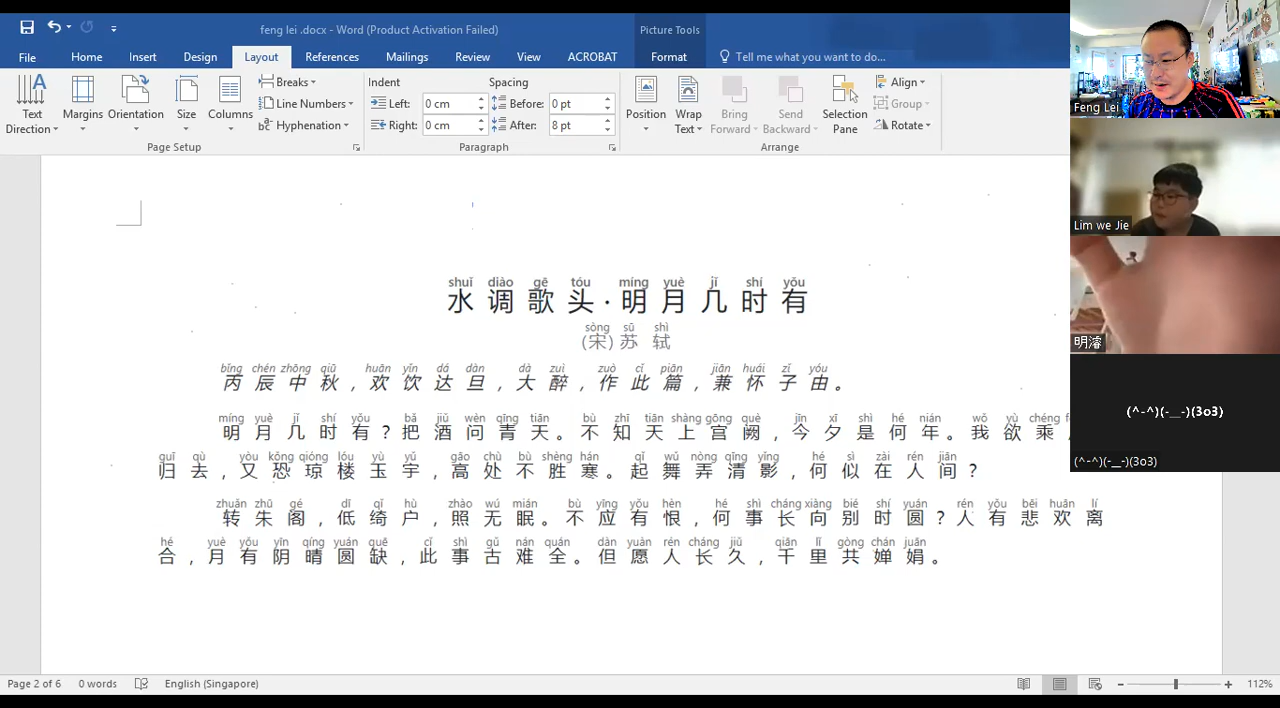 feng lei .docx - Word (Product Activation Failed)
Picture Tools
File
Home
Insert
Design
Layout
References
Mailings
Review
View
ACROBAT
Format
Tell me what you want to do...
Text Direction
Margins
Orientation
Size
Columns
Breaks
Line Numbers
Hyphenation
Page Setup
Indent
Left: 0 cm
Right: 0 cm
Spacing
Before: 0 pt
After: 8 pt
Paragraph
Position
Wrap Text
Bring Forward
Send Backward
Selection Pane
Align
Group
Rotate
Arrange
shuǐ diào gē tóu míng yuè jǐ shí yǒu
水调歌头·明月几时有
sòng sū shì
(宋) 苏轼
bǐng chén zhōng qiū huān yǐn dá dàn dà zuì zuò cǐ piān jiān huái zǐ yóu
丙辰中秋，欢饮达旦，大醉，作此篇，兼怀子由。
míng yuè jǐ shí yǒu bǎ jiǔ wèn qīng tiān bù zhī tiān shàng gōng què jīn xī shì hé nián wǒ yù chéng
明月几时有？把酒问青天。不知天上宫阙，今夕是何年。我欲乘
guī qù yòu kǒng qióng lóu yù yǔ gāo chù bù shèng hán qǐ wǔ nòng qīng yǐng hé sì zài rén jiān
归去，又恐琼楼玉宇，高处不胜寒。起舞弄清影，何似在人间？
zhuǎn zhū gé dī qǐ hù zhào wú mián bù yīng yǒu hèn hé shì cháng xiàng bié shí yuán rén yǒu bēi huān lí
转朱阁，低绮户，照无眠。不应有恨，何事长向别时圆？人有悲欢离
hé yuè yǒu yīn qíng yuán quē cǐ shì gǔ nán quán dàn yuàn rén cháng jiǔ qiān lǐ gòng chán juān
合，月有阴晴圆缺，此事古难全。但愿人长久，千里共婵娟。
Page 2 of 6
0 words
English (Singapore)
112%
Feng Lei
Lim we Jie
明濬
(^-^)(-__-)(3o3)
(^-^)(-__-)(3o3)